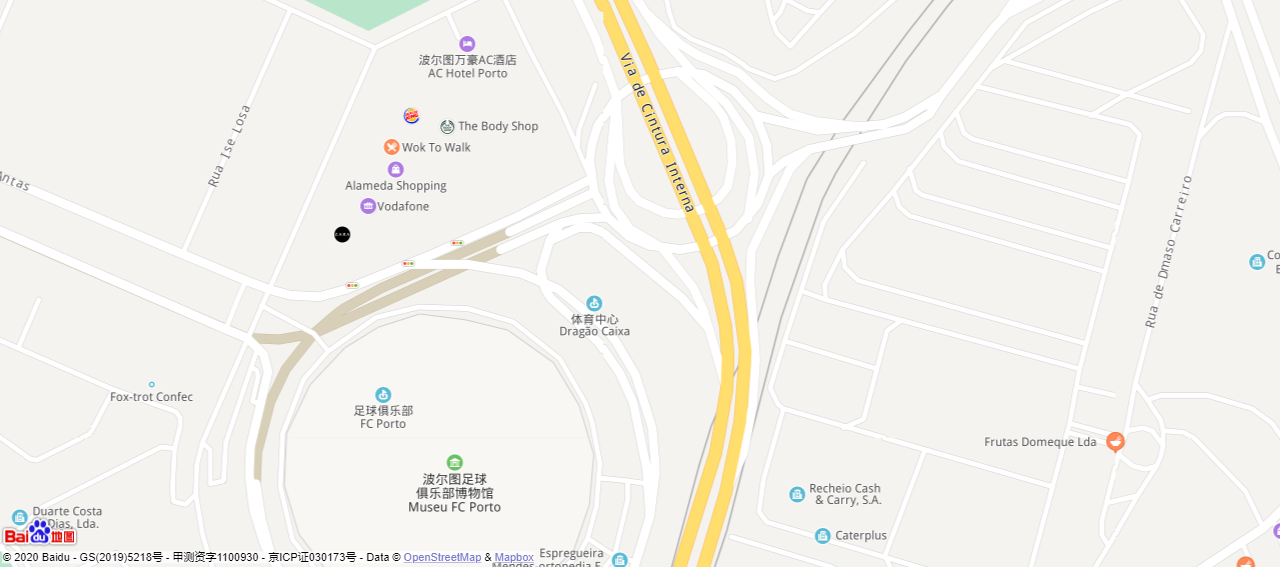 波尔图万豪AC酒店
AC Hotel Porto
Via de Cintura Interna
Rua Ise Losa
The Body Shop
Wok To Walk
Antas
Alameda Shopping
Vodafone
Rua de Dmaso Carreiro
体育中心
Dragão Caixa
Fox-trot Confec
足球俱乐部
FC Porto
Frutas Domeque Lda
波尔图足球
俱乐部博物馆
Museu FC Porto
Recheio Cash
& Carry, S.A.
Duarte Costa
Dias, Lda.
Bai du 地图
Caterplus
Espregueira
© 2020 Baidu - GS(2019)5218号 - 甲测资字1100930 - 京ICP证030173号 - Data © OpenStreetMap & Mapbox